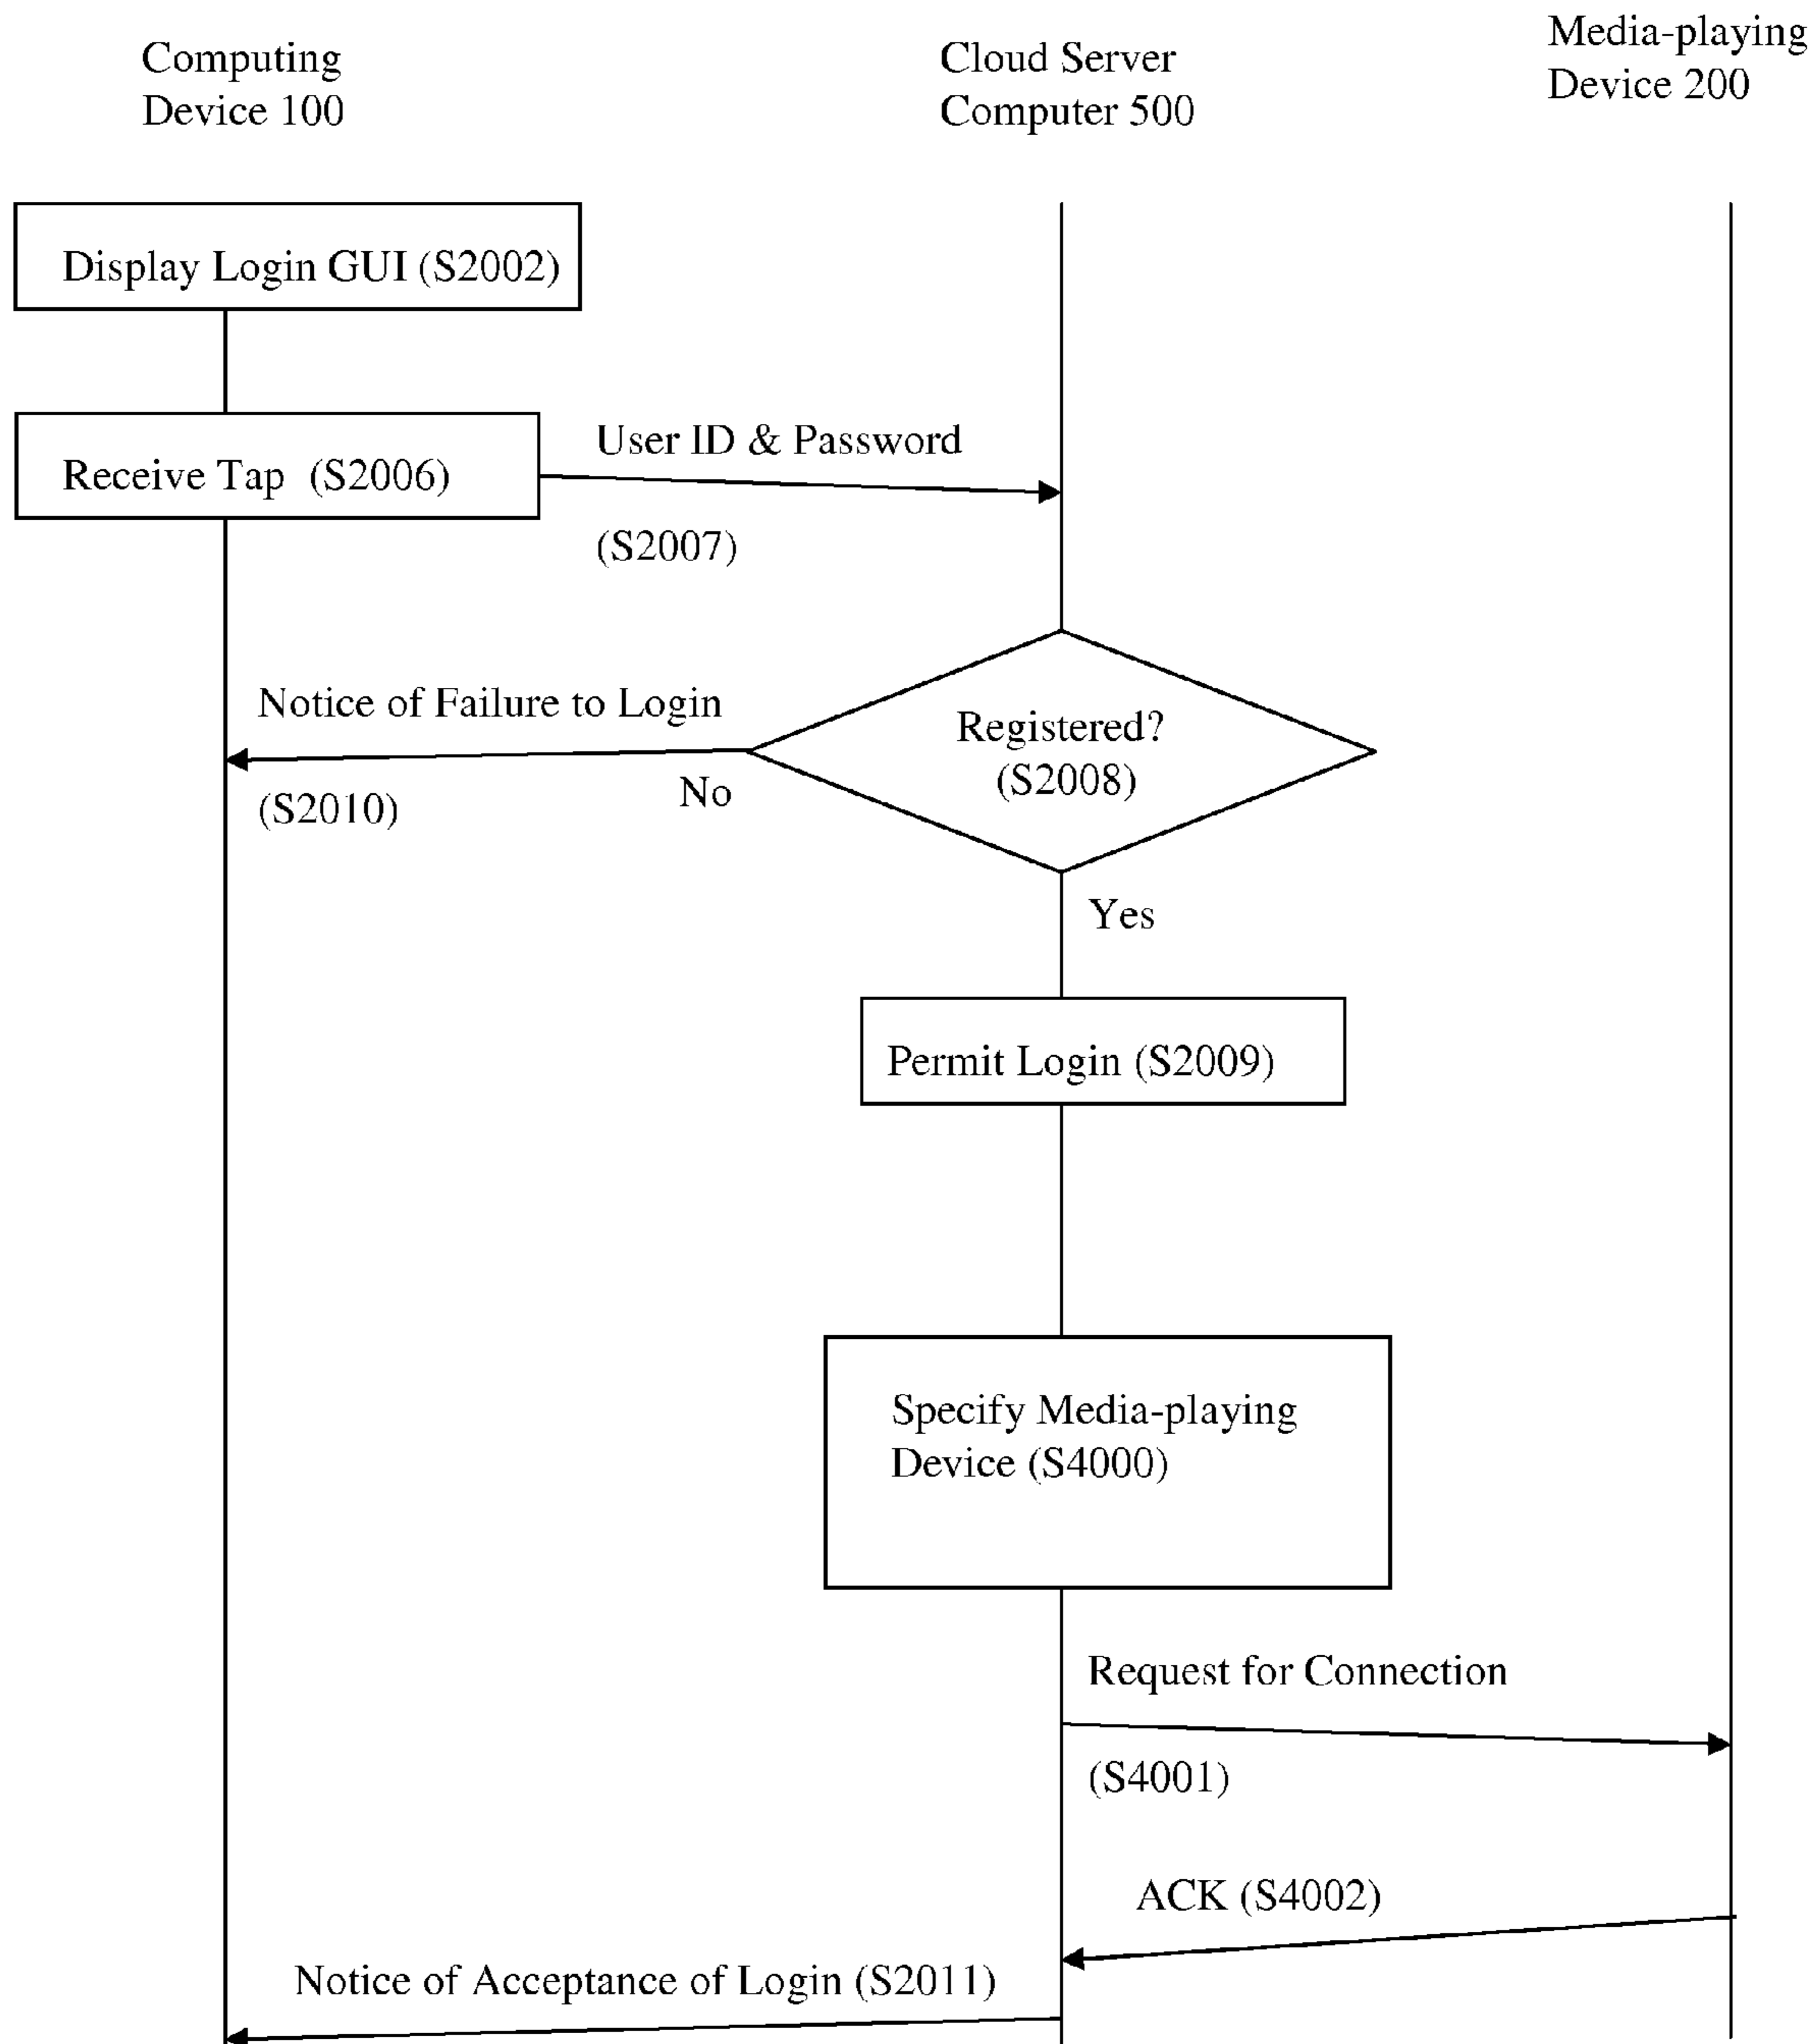 Computing
Device 100
Cloud Server
Computer 500
Media-playing
Device 200
Display Login GUI (S2002)
Receive Tap (S2006)
User ID & Password
(S2007)
Notice of Failure to Login
(S2010)
No
Registered?
(S2008)
Yes
Permit Login (S2009)
Specify Media-playing
Device (S4000)
Request for Connection
(S4001)
ACK (S4002)
Notice of Acceptance of Login (S2011)